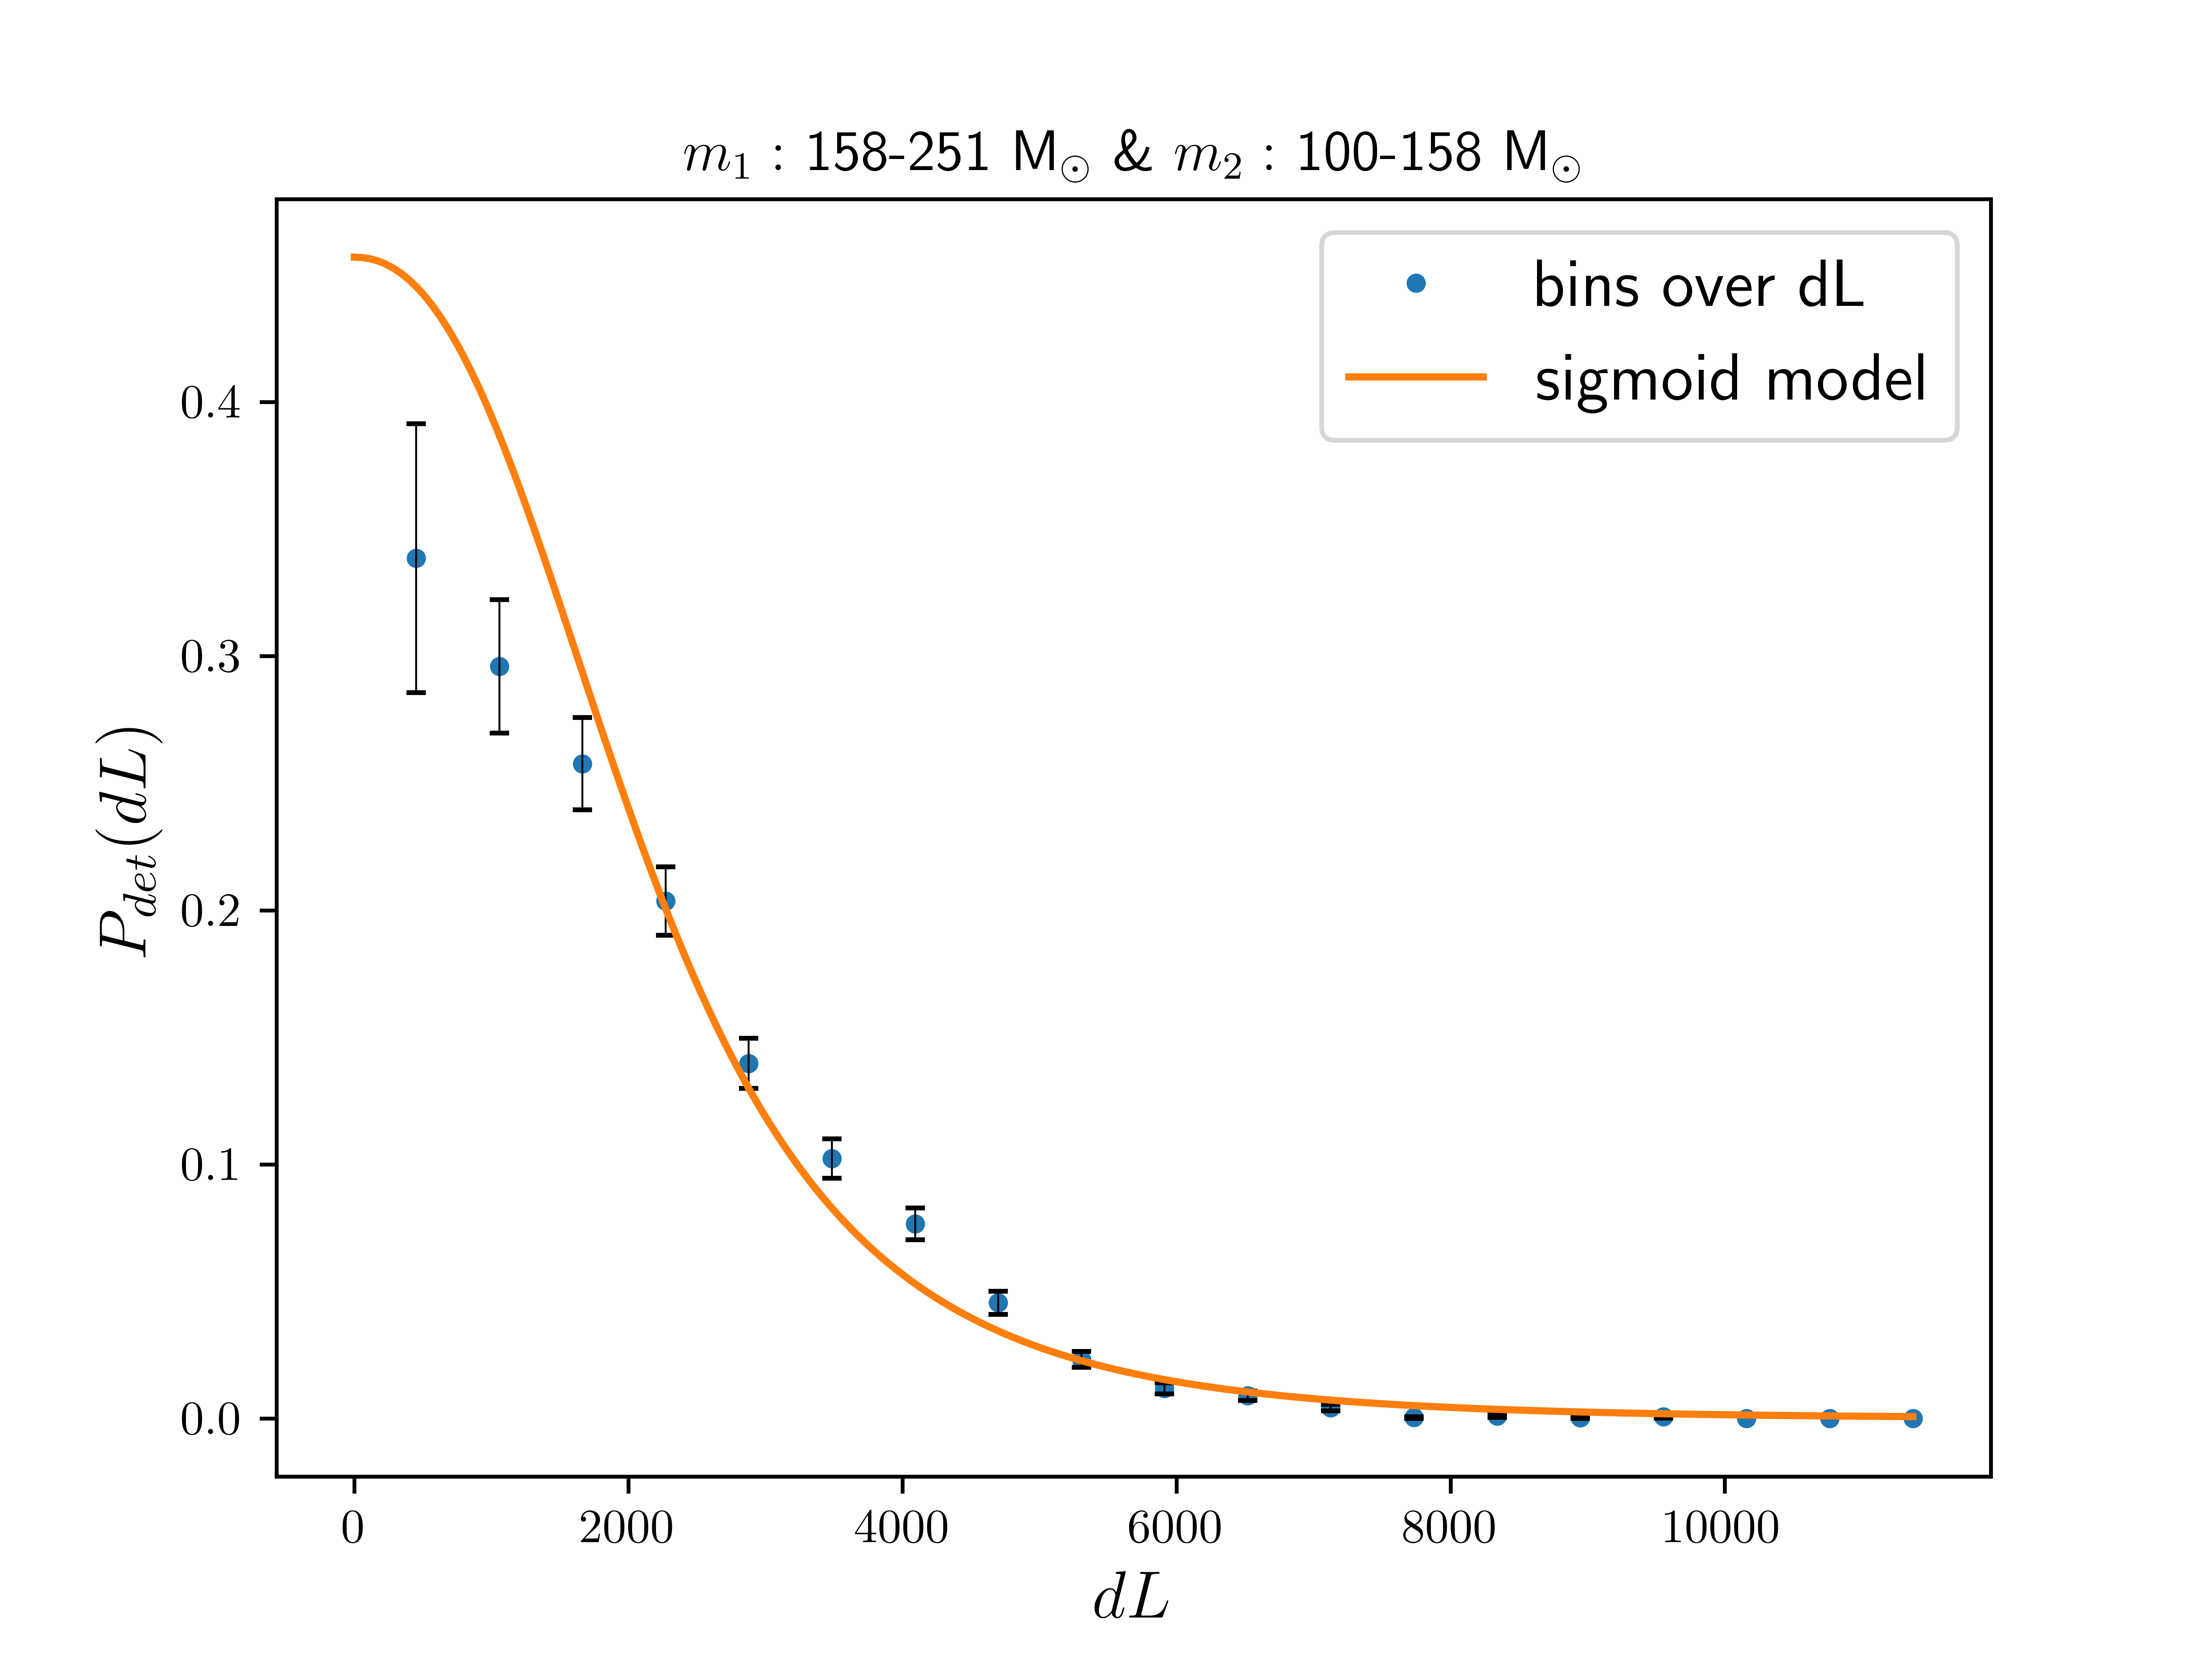 m₁ : 158-251 M⊙ & m₂ : 100-158 M⊙
bins over dL
sigmoid model
P_det(dL)
0.4
0.3
0.2
0.1
0.0
0 2000 4000 6000 8000 10000
dL